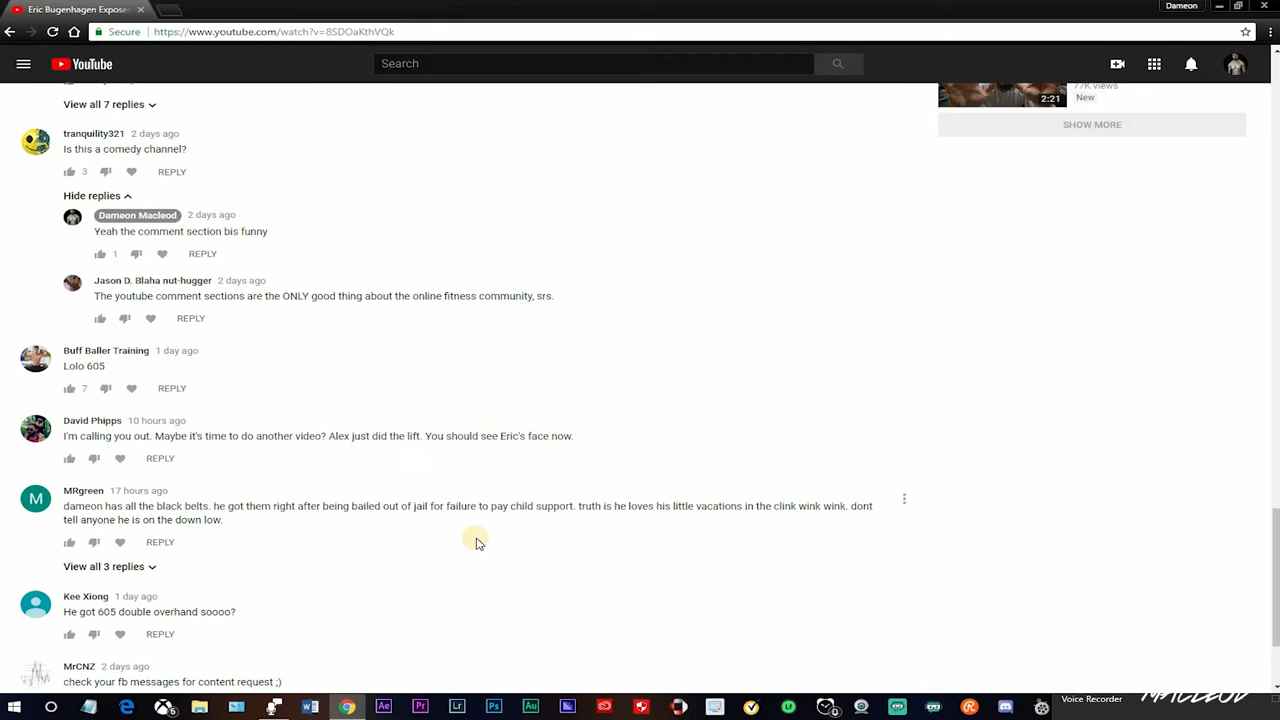 Eric Bugenhagen Expose
Dameon
Secure https://www.youtube.com/watch?v=8SDOaKthVQk
YouTube
Search
77K views
2:21
New
View all 7 replies
SHOW MORE
tranquility321 2 days ago
Is this a comedy channel?
3 REPLY
Hide replies
Dameon Macleod 2 days ago
Yeah the comment section bis funny
1 REPLY
Jason D. Blaha nut-hugger 2 days ago
The youtube comment sections are the ONLY good thing about the online fitness community, srs.
REPLY
Buff Baller Training 1 day ago
Lolo 605
7 REPLY
David Phipps 10 hours ago
I'm calling you out. Maybe it's time to do another video? Alex just did the lift. You should see Eric's face now.
REPLY
M
MRgreen 17 hours ago
dameon has all the black belts. he got them right after being bailed out of jail for failure to pay child support. truth is he loves his little vacations in the clink wink wink. dont
tell anyone he is on the down low.
REPLY
View all 3 replies
Kee Xiong 1 day ago
He got 605 double overhand soooo?
REPLY
MrCNZ 2 days ago
check your fb messages for content request ;)
MACLEOD
Ae Pr Lr Ps Au
Voice Recorder